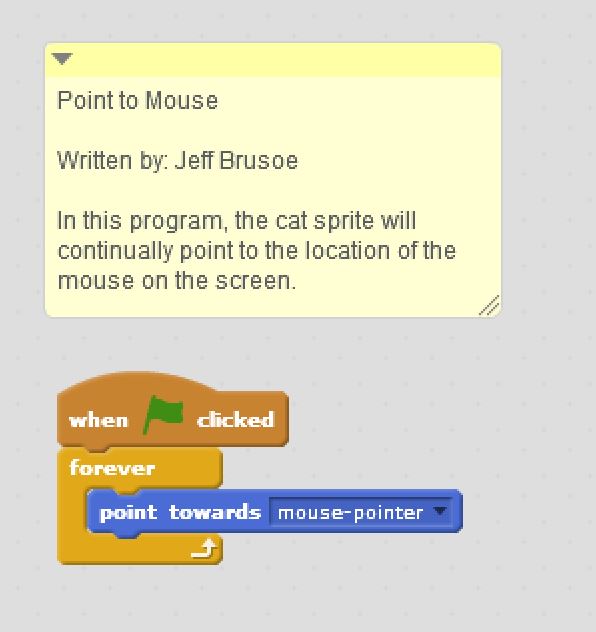 Point to Mouse
Written by: Jeff Brusoe
In this program, the cat sprite will
continually point to the location of the
mouse on the screen.
when clicked
forever
point towards mouse-pointer